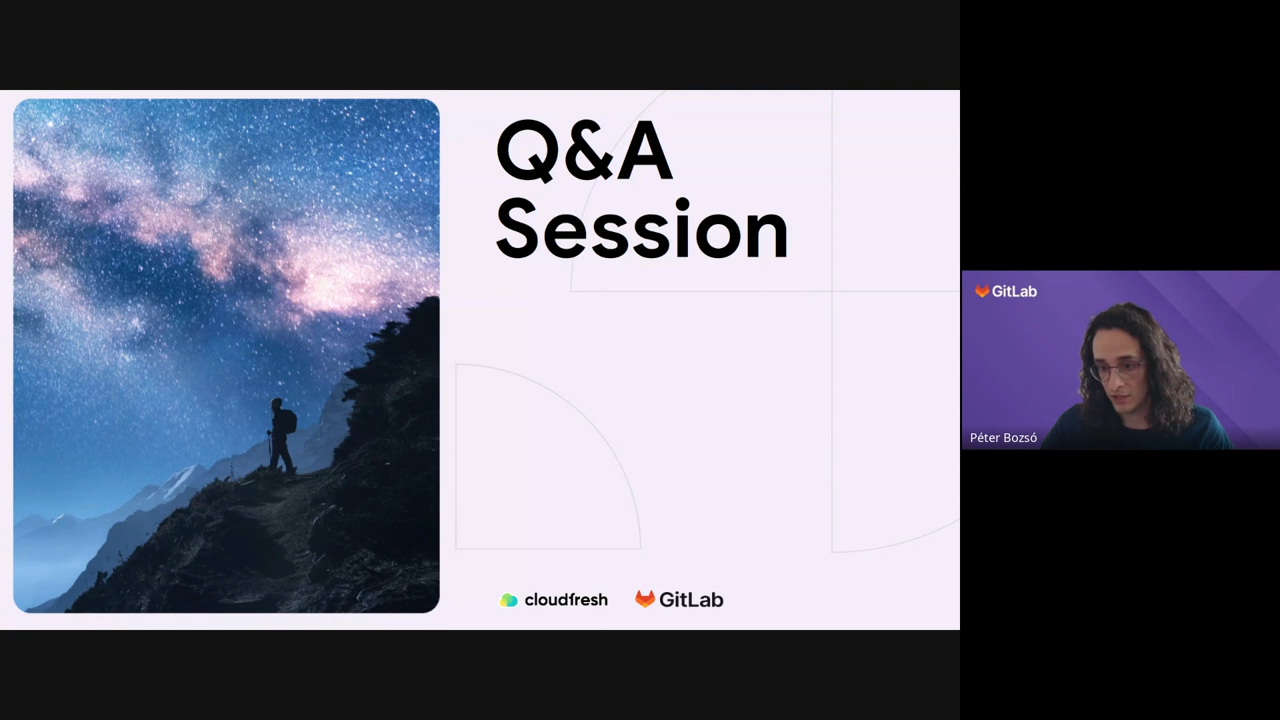 Q&A
Session
cloudfresh
GitLab
GitLab
Péter Bozsó